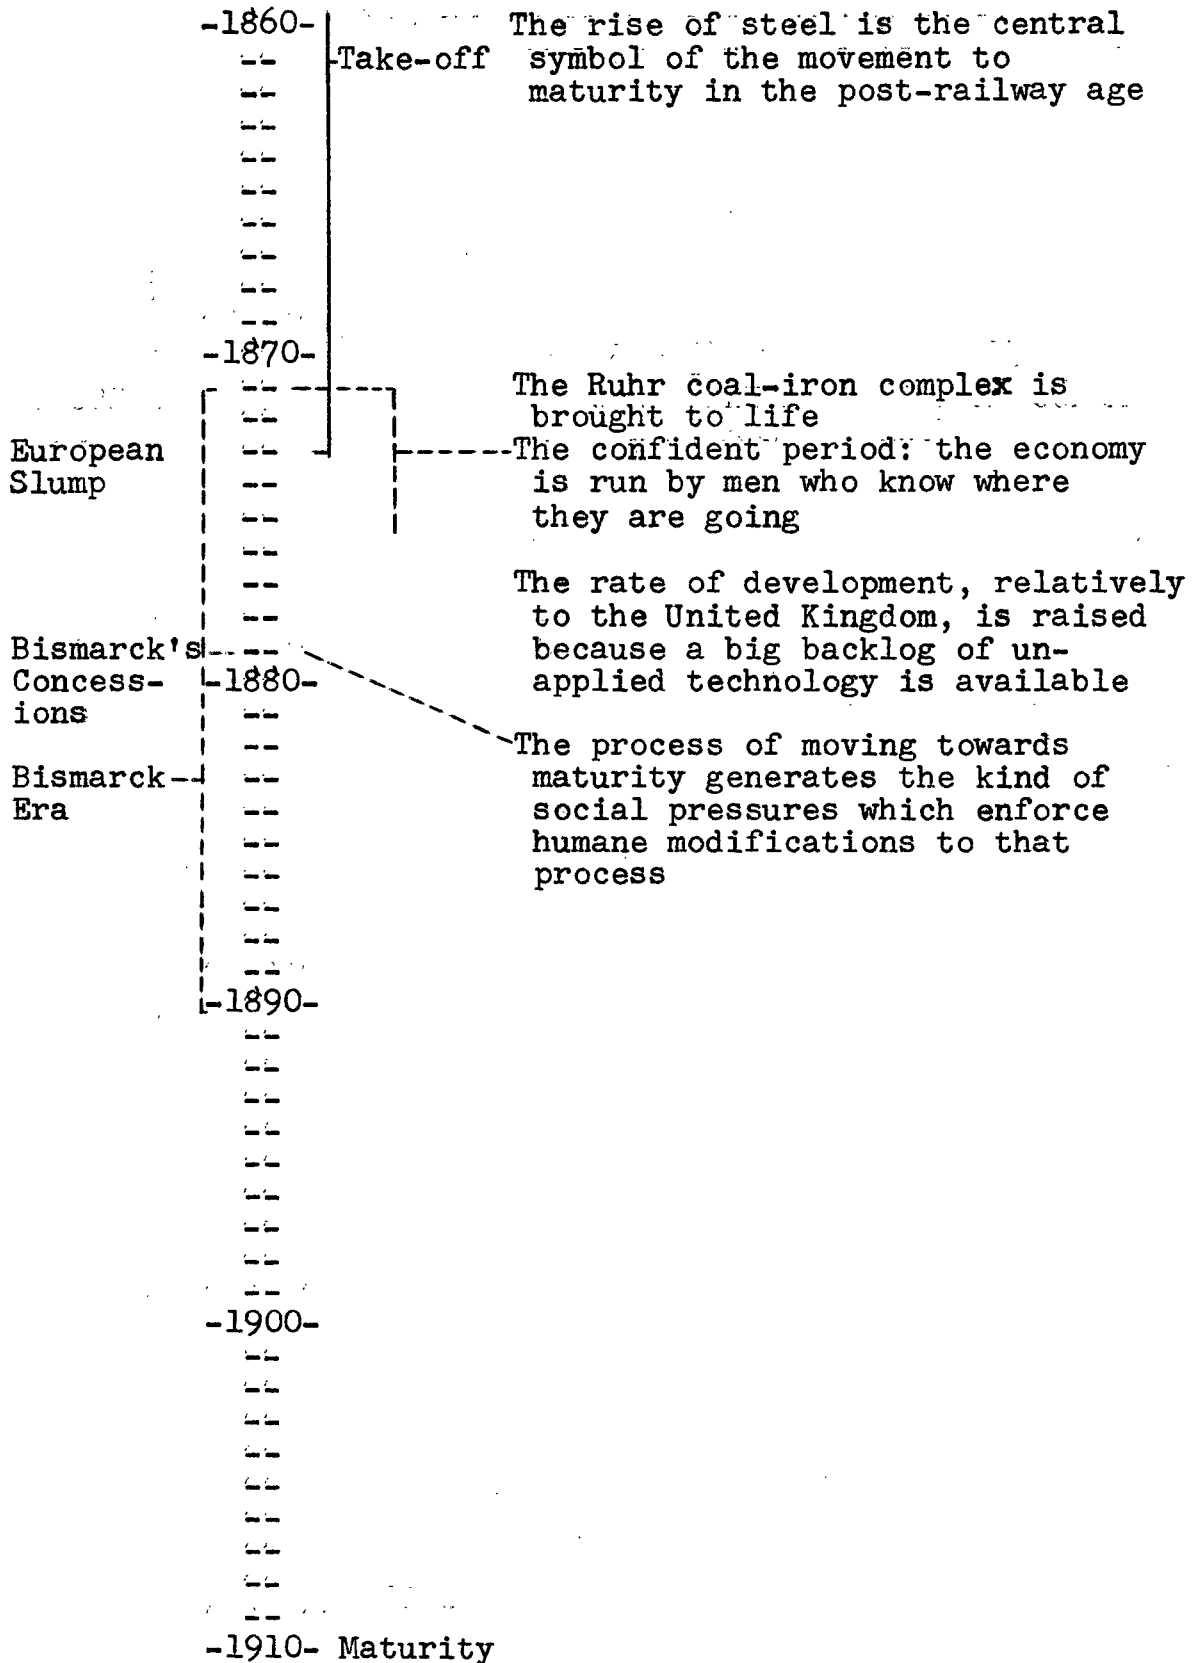 -1860-
The rise of steel is the central
Take-off
symbol of the movement to
maturity in the post-railway age
-1870-
The Ruhr coal-iron complex is
brought to life
European
Slump
The confident period: the economy
is run by men who know where
they are going
The rate of development, relatively
to the United Kingdom, is raised
because a big backlog of un-
applied technology is available
Bismarck's
Concess-
ions
-1880-
The process of moving towards
maturity generates the kind of
social pressures which enforce
humane modifications to that
process
Bismarck
Era
-1890-
-1900-
-1910- Maturity